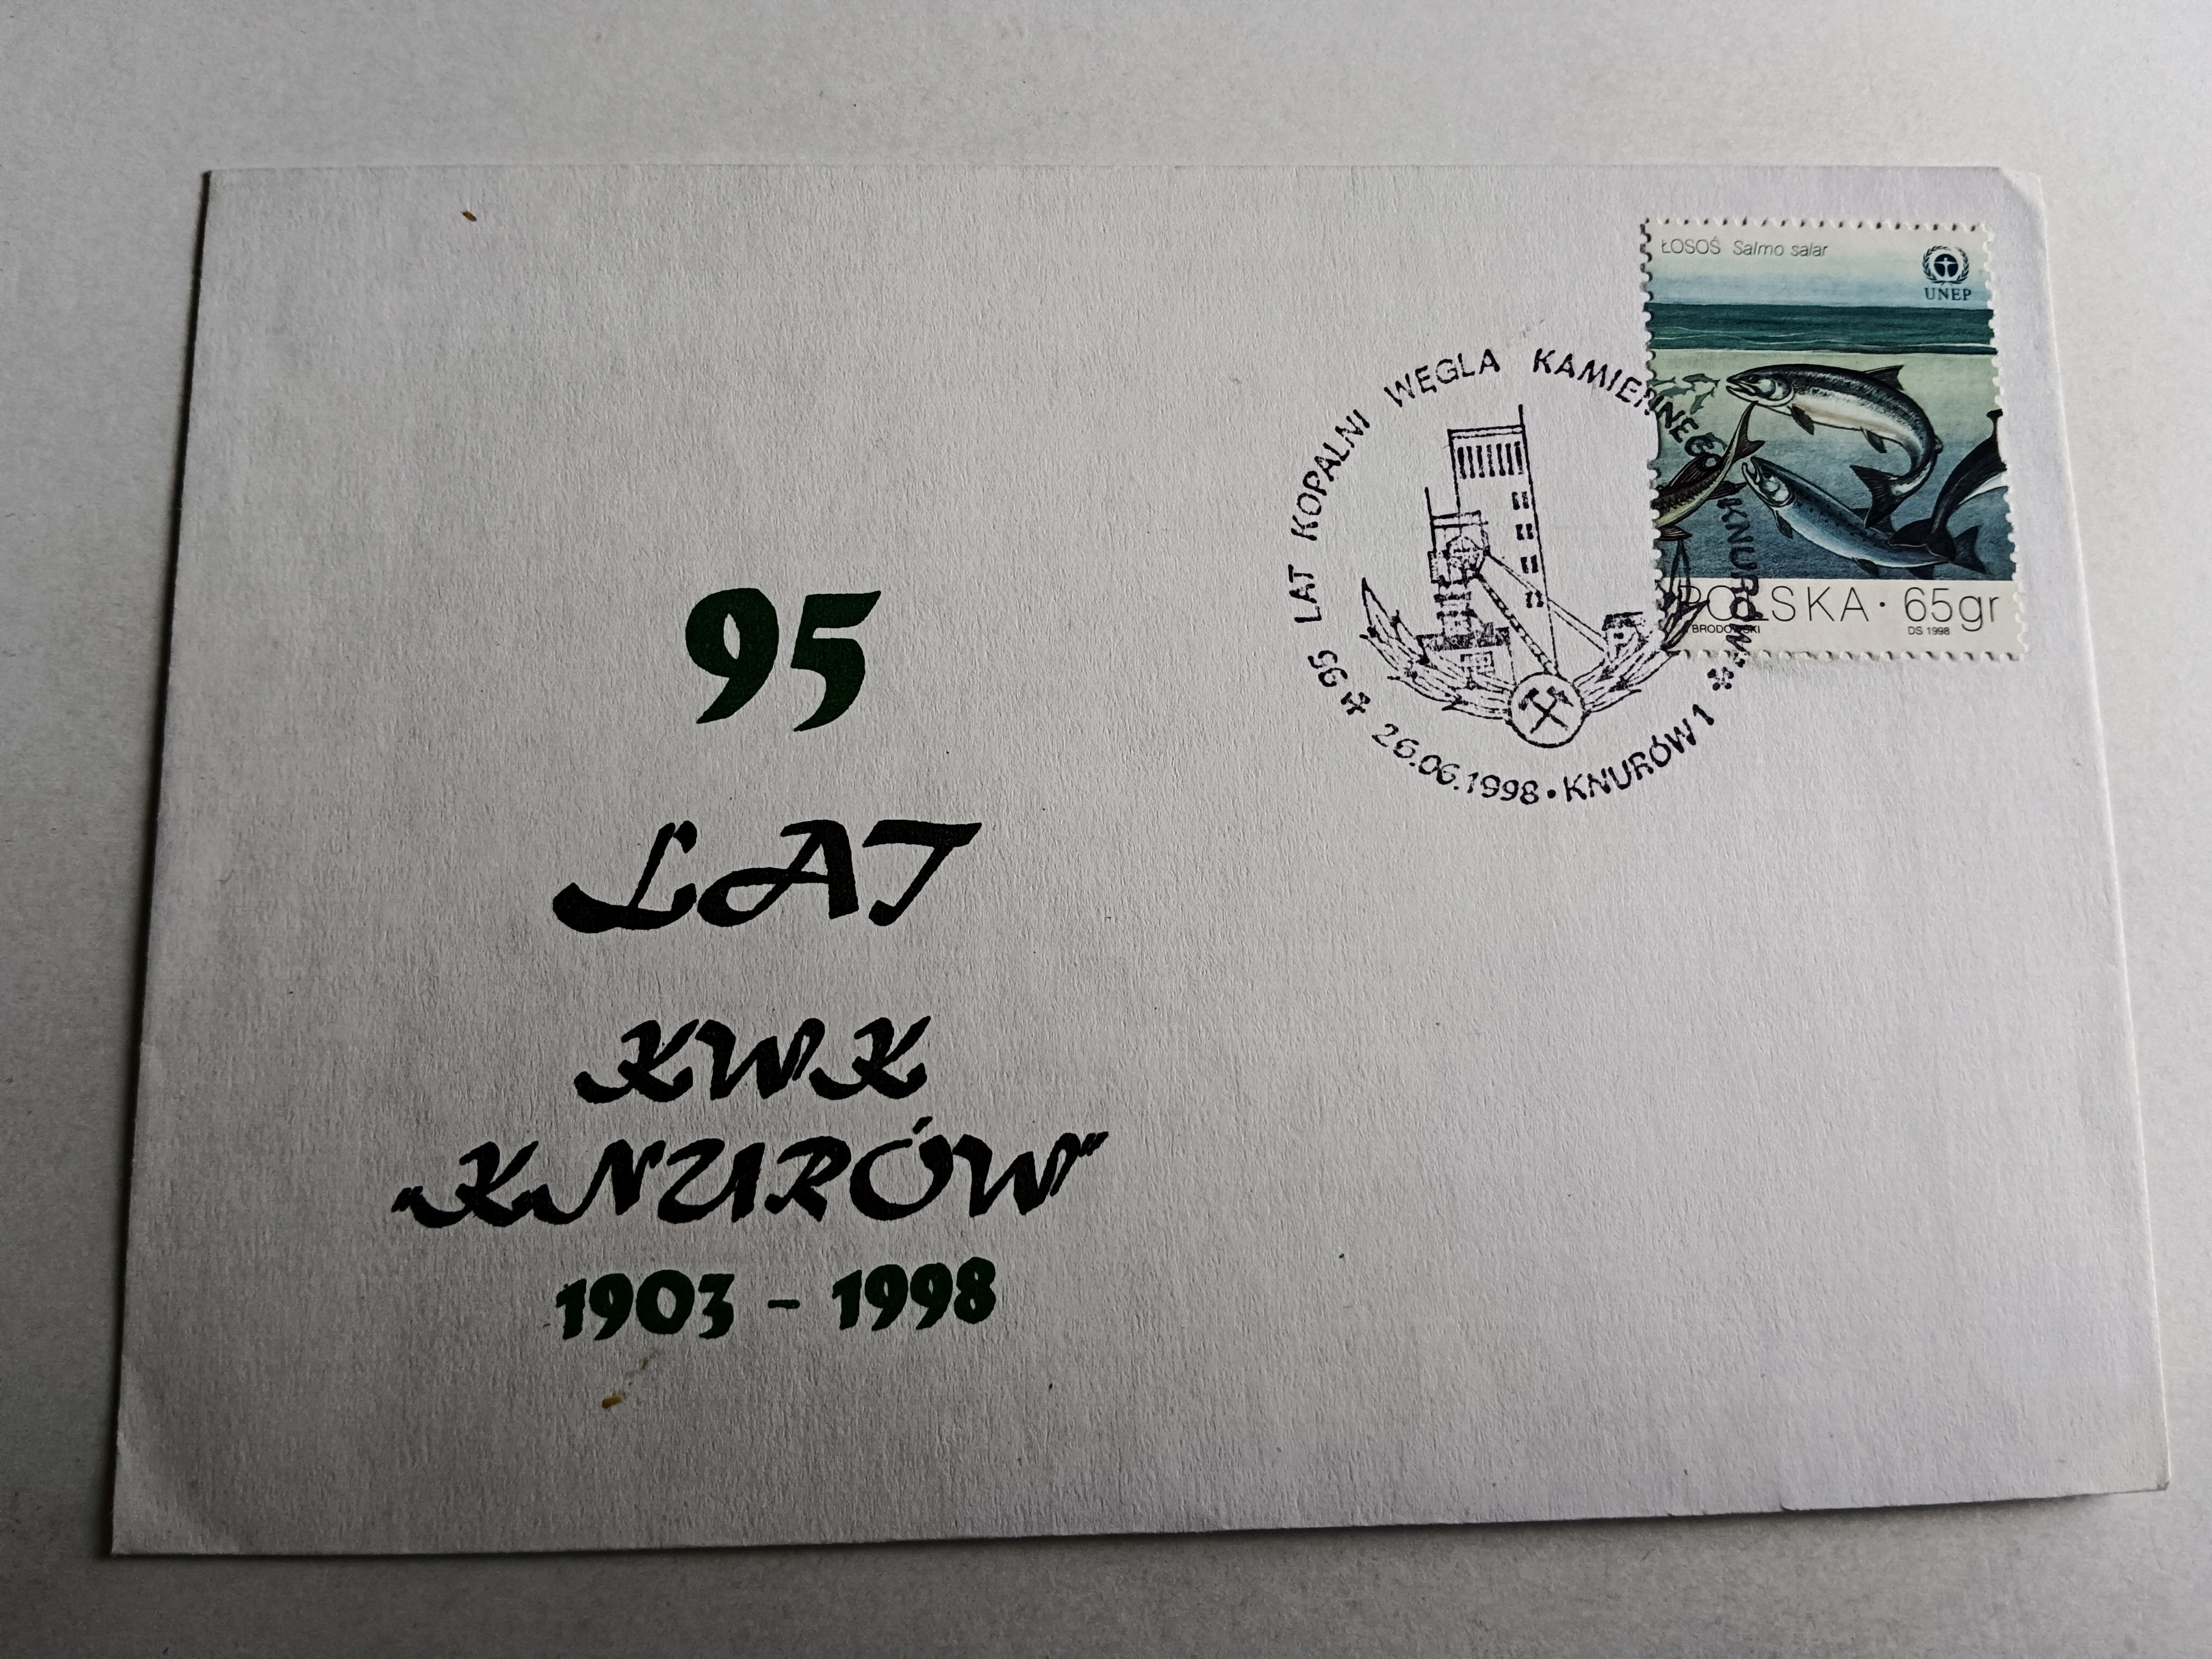 ŁOSOŚ Salmo salar
UNEP
POLSKA · 65gr
BRODOWSKI DS 1998
95 LAT KOPALNI WĘGLA KAMIENNEGO „KNURÓW”
26.06.1998 · KNURÓW 1
95
LAT
KWK
„KNURÓW”
1903 - 1998